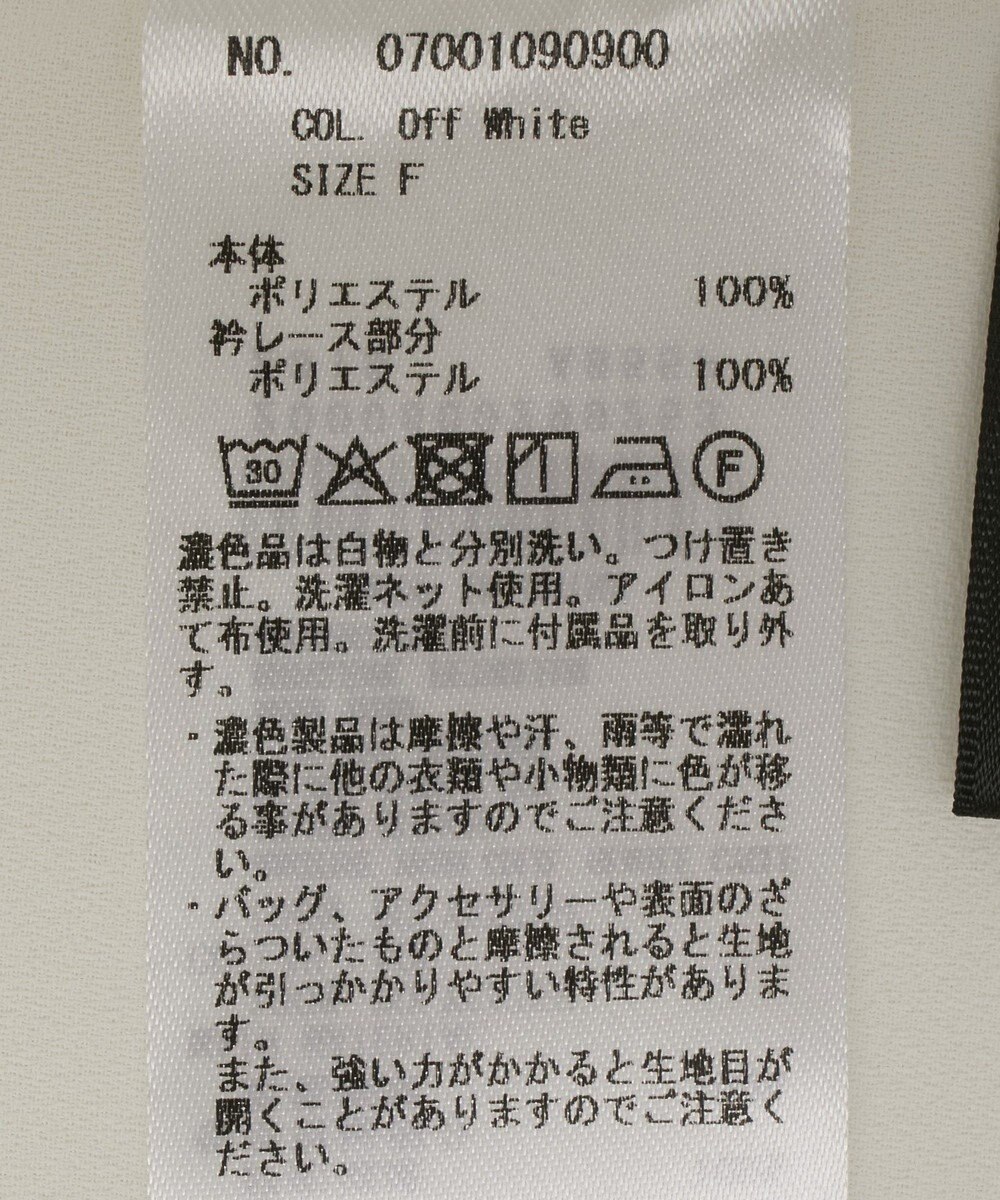 NO. 07001090900
COL. Off White
SIZE F
本体
ポリエステル 100%
衿レース部分
ポリエステル 100%
30 F
濃色品は白物と分別洗い。つけ置き
禁止。洗濯ネット使用。アイロンあ
て布使用。洗濯前に付属品を取り外
す。
・濃色製品は摩擦や汗、雨等で濡れ
た際に他の衣類や小物類に色が移
る事がありますのでご注意くださ
い。
・バッグ、アクセサリーや表面のざ
らついたものと摩擦されると生地
が引っかかりやすい特性がありま
す。
また、強い力がかかると生地目が
開くことがありますのでご注意く
ださい。